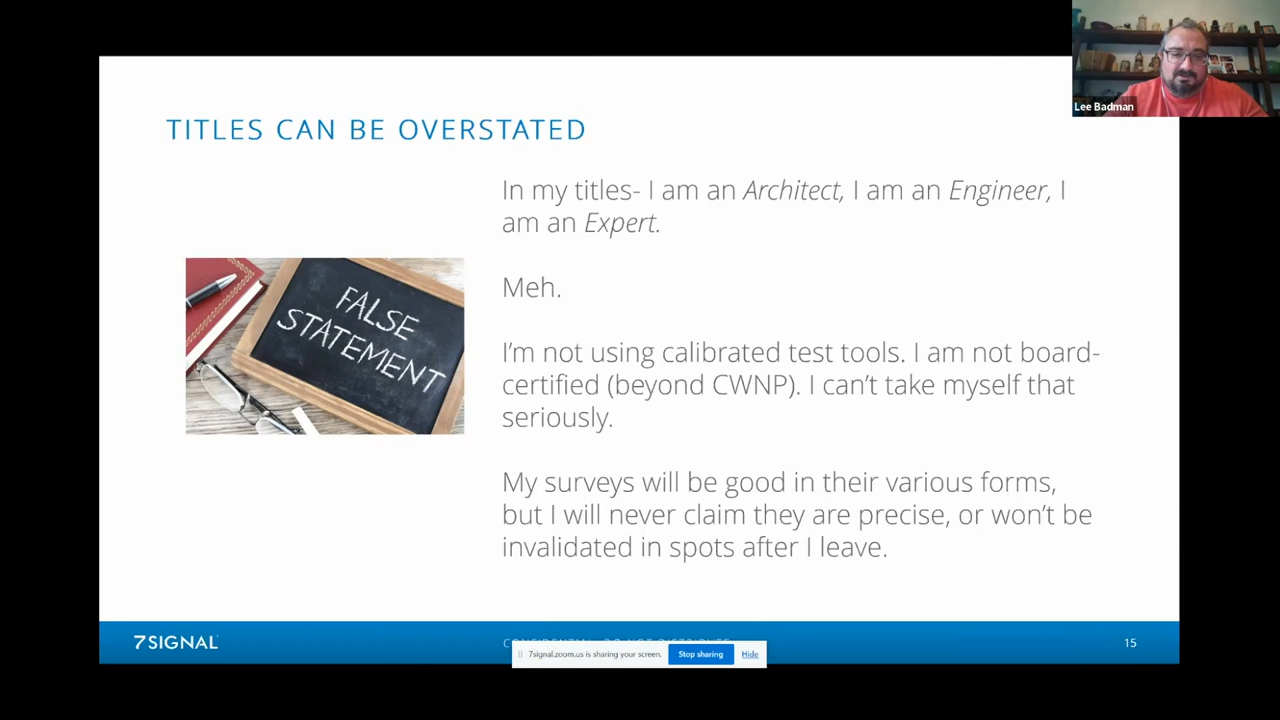 Lee Badman
TITLES CAN BE OVERSTATED
In my titles- I am an Architect, I am an Engineer, I
am an Expert.
Meh.
I'm not using calibrated test tools. I am not board-
certified (beyond CWNP). I can't take myself that
seriously.
My surveys will be good in their various forms,
but I will never claim they are precise, or won't be
invalidated in spots after I leave.
FALSE
STATEMENT
7SIGNAL
15
7signal.zoom.us is sharing your screen.
Stop sharing
Hide